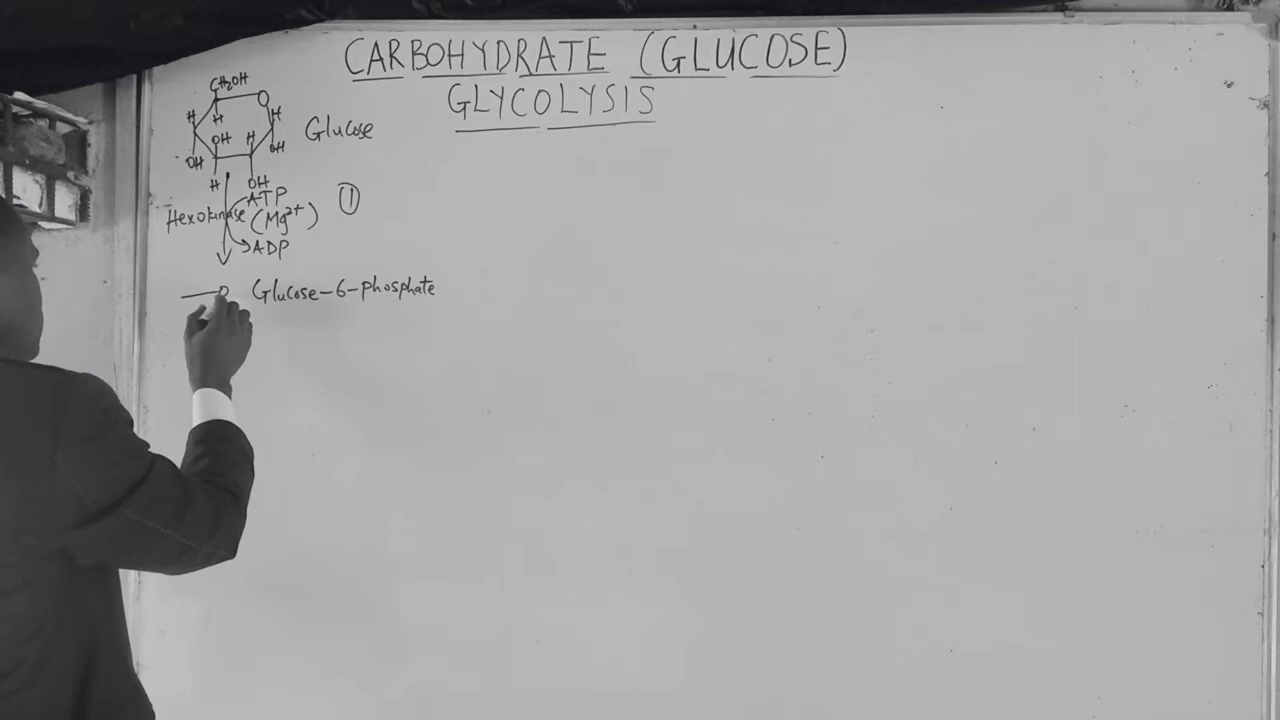 CARBOHYDRATE (GLUCOSE)
GLYCOLYSIS
CH₂OH
O
H
H
H
OH
H
Glucose
OH
OH
H
OH
ATP
①
Hexokinase
(Mg²⁺)
ADP
O
Glucose-6-phosphate